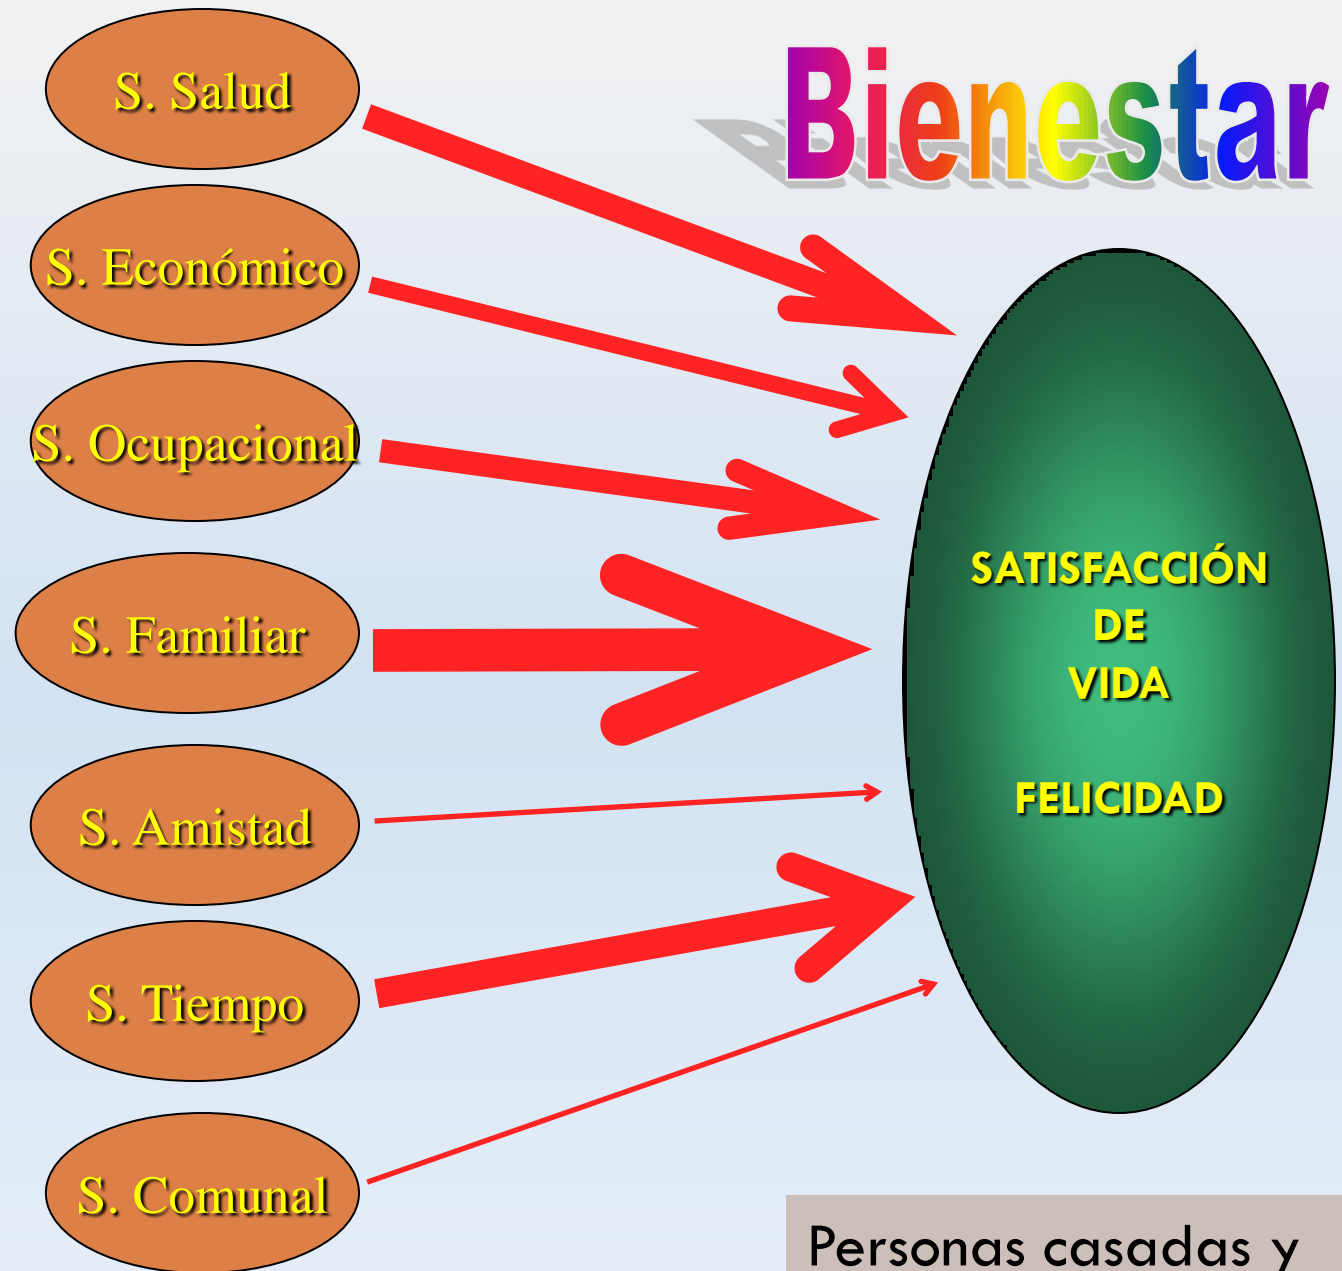 Bienestar
S. Salud
S. Económico
S. Ocupacional
S. Familiar
S. Amistad
S. Tiempo
S. Comunal
SATISFACCIÓN
DE
VIDA
FELICIDAD
Personas casadas y